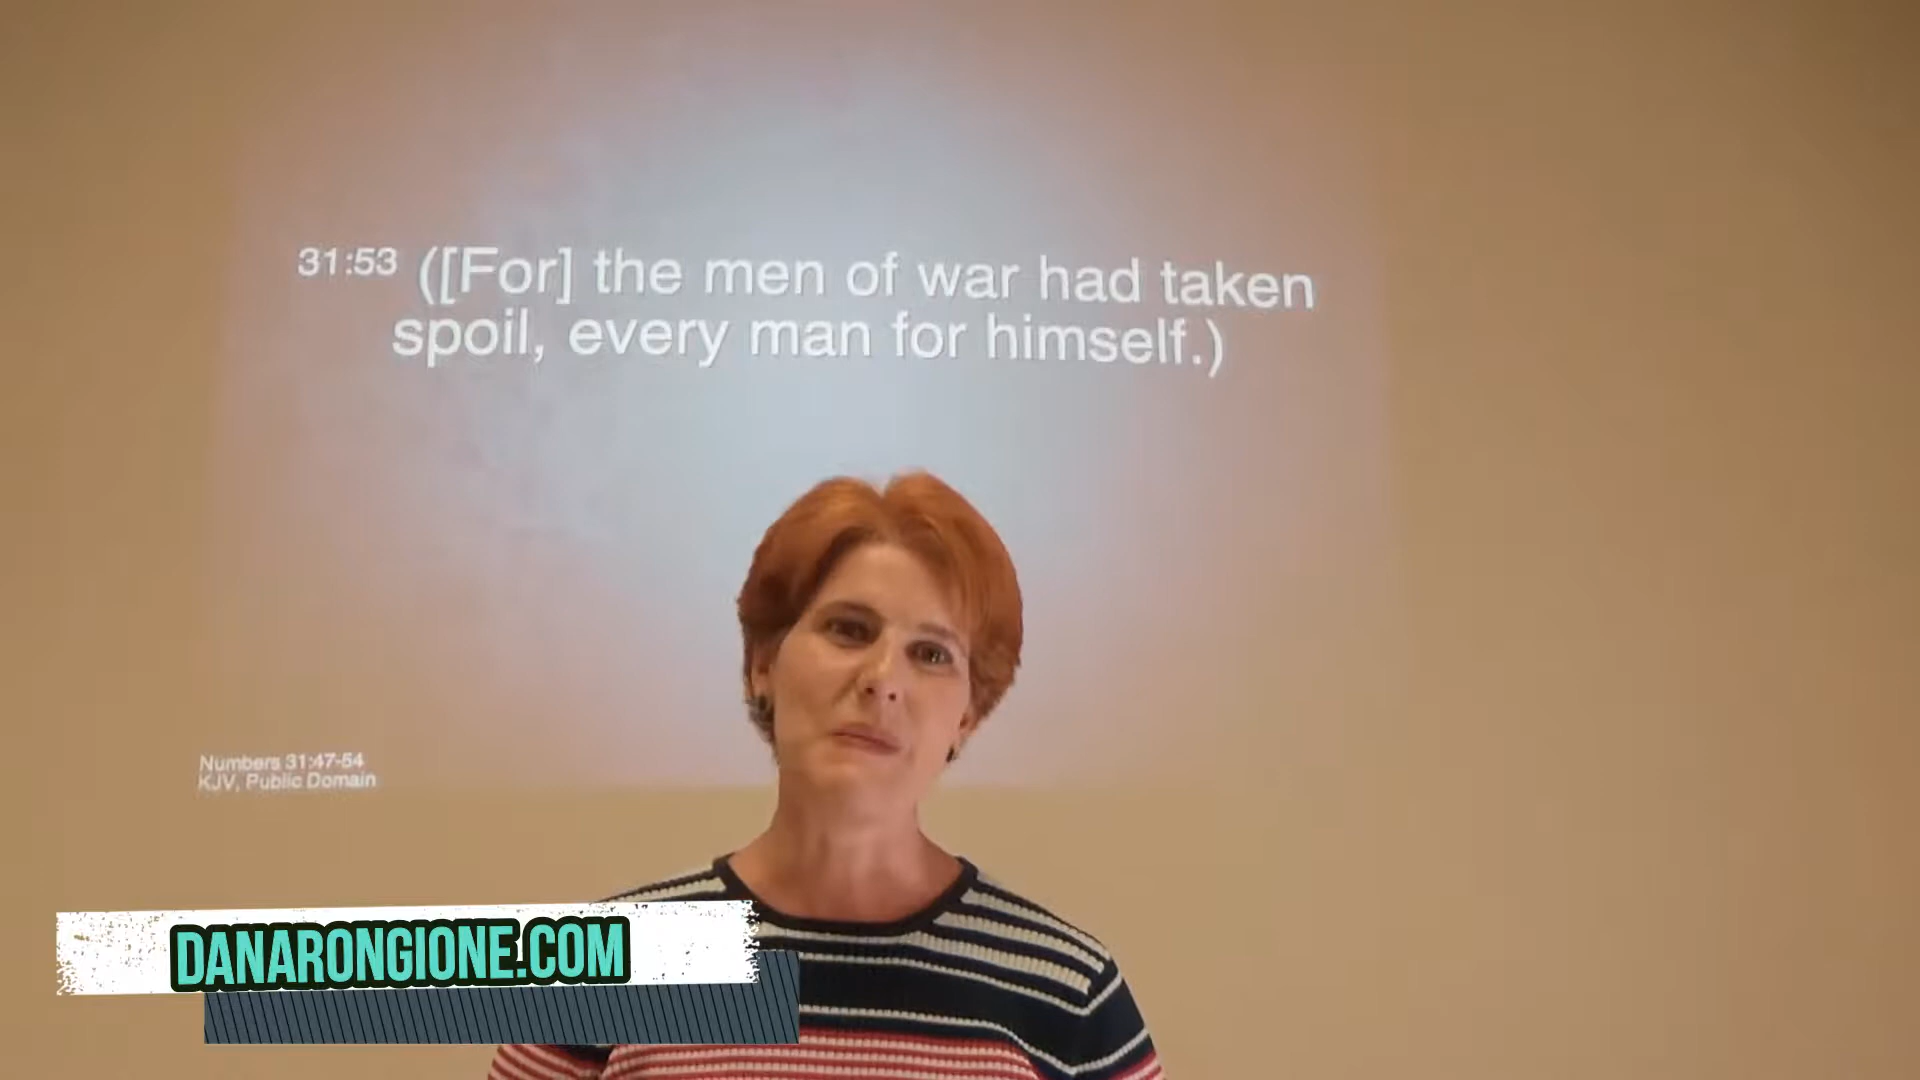 31:53 ([For] the men of war had taken
spoil, every man for himself.)
Numbers 31:47-54
KJV, Public Domain
DANARONGIONE.COM